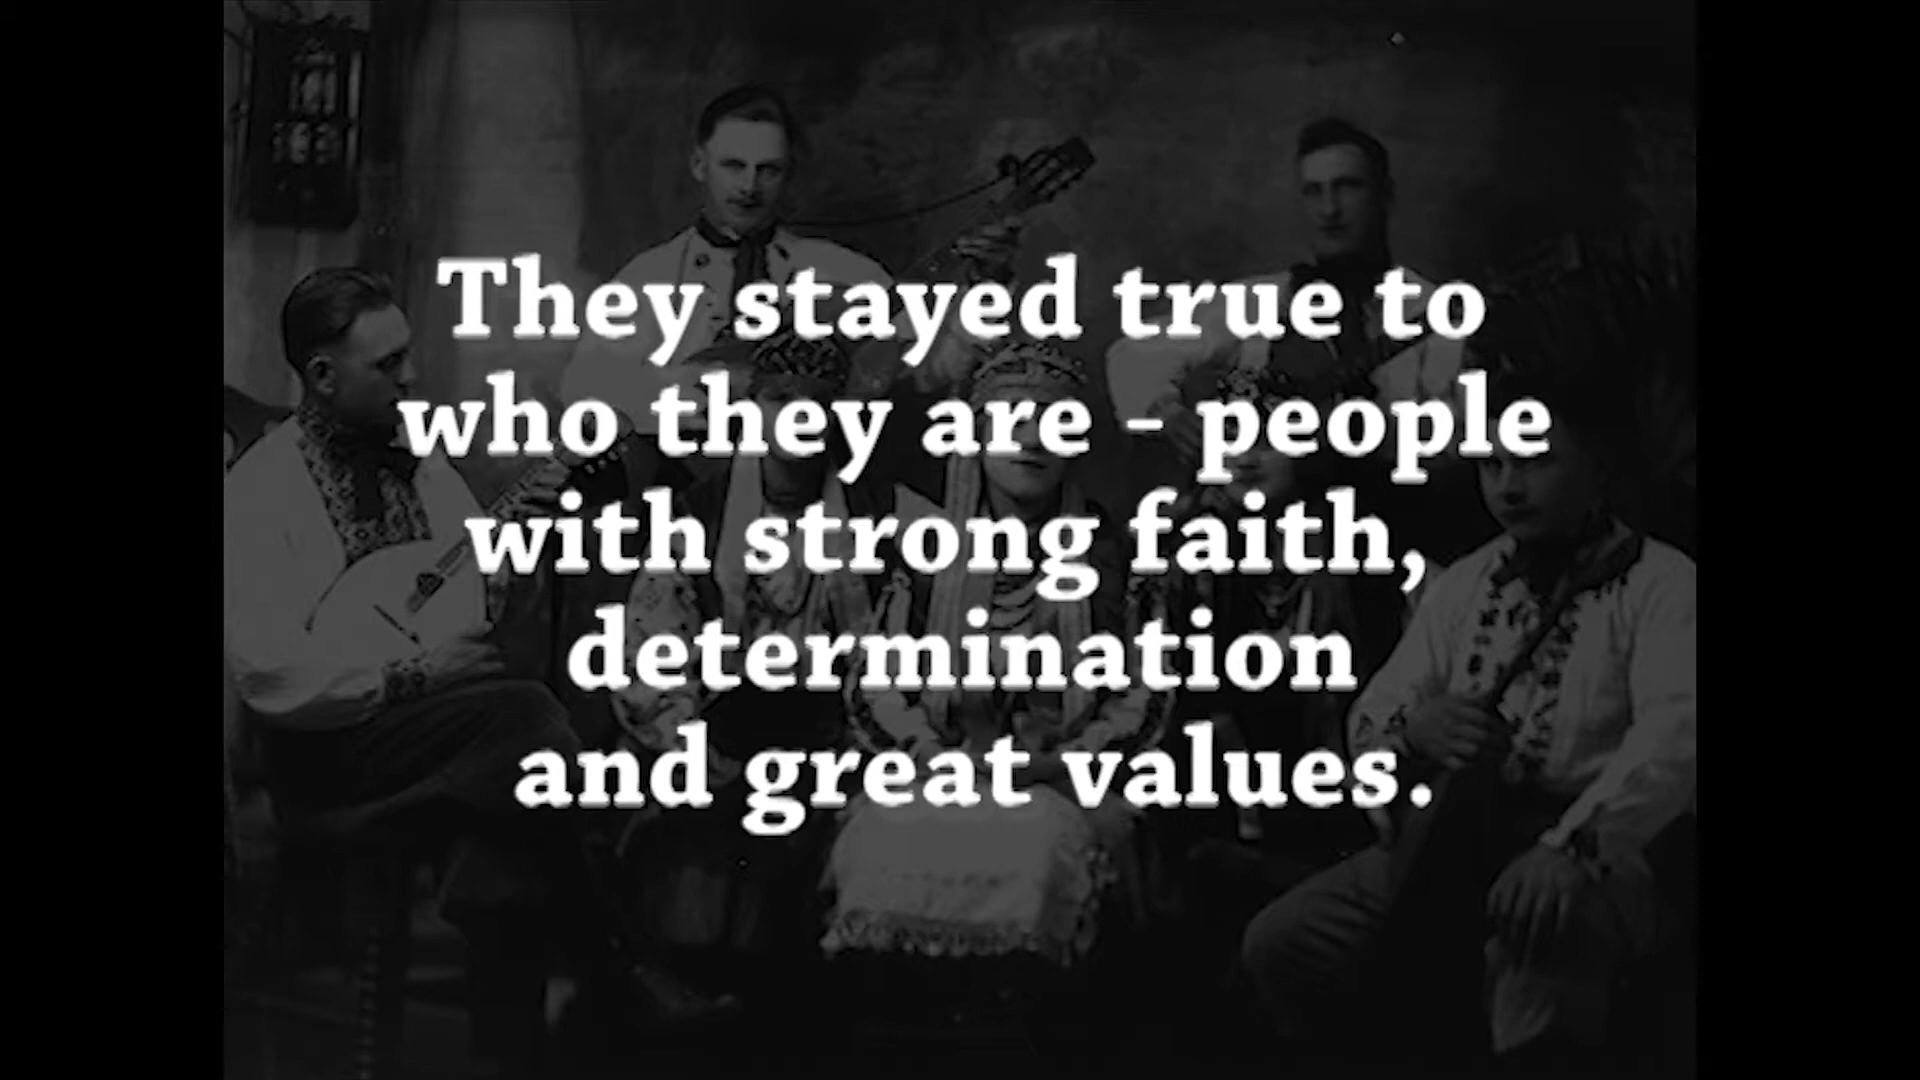 They stayed true to
who they are - people
with strong faith,
determination
and great values.